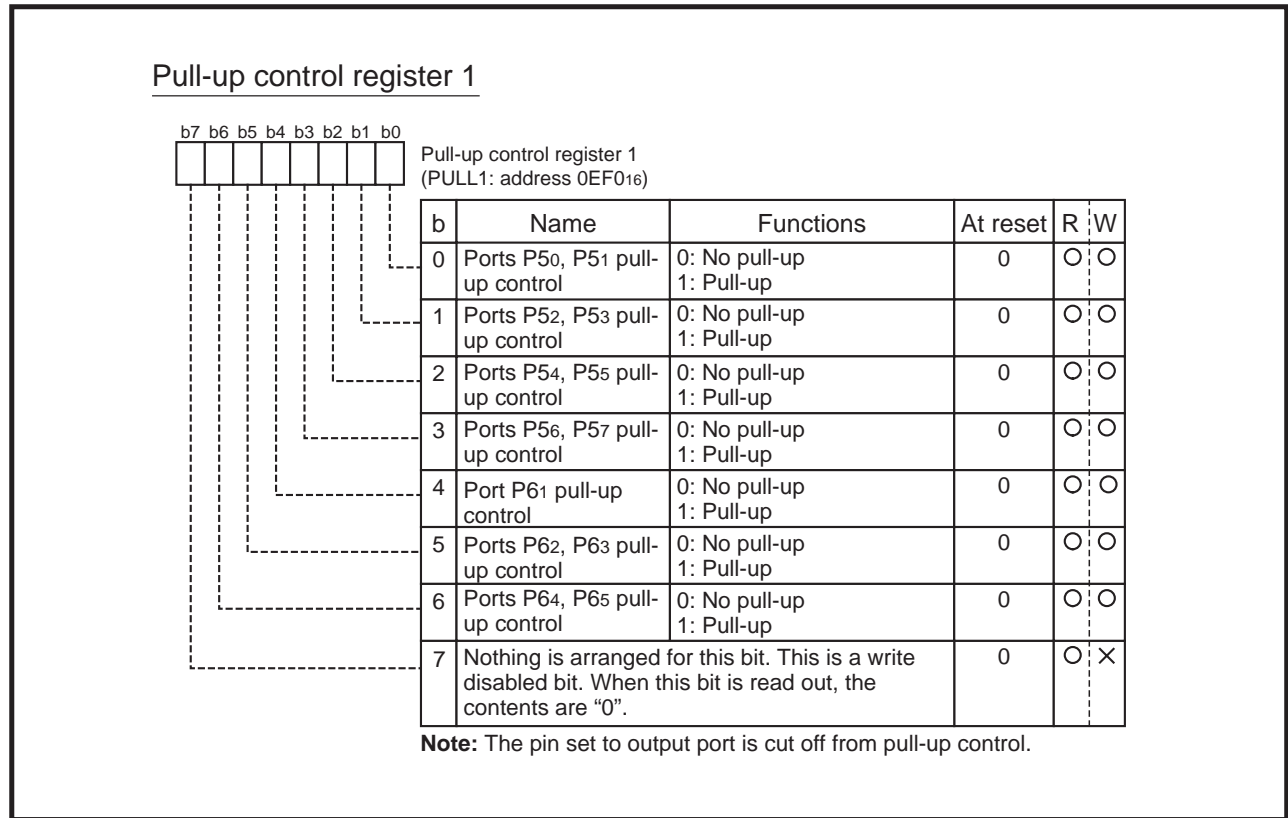 Pull-up control register 1
b7 b6 b5 b4 b3 b2 b1 b0
Pull-up control register 1
(PULL1: address 0EF016)
b Name Functions At reset R W
0 Ports P50, P51 pull- 0: No pull-up 0 O O
up control 1: Pull-up
1 Ports P52, P53 pull- 0: No pull-up 0 O O
up control 1: Pull-up
2 Ports P54, P55 pull- 0: No pull-up 0 O O
up control 1: Pull-up
3 Ports P56, P57 pull- 0: No pull-up 0 O O
up control 1: Pull-up
4 Port P61 pull-up 0: No pull-up 0 O O
control 1: Pull-up
5 Ports P62, P63 pull- 0: No pull-up 0 O O
up control 1: Pull-up
6 Ports P64, P65 pull- 0: No pull-up 0 O O
up control 1: Pull-up
7 Nothing is arranged for this bit. This is a write 0 O ×
disabled bit. When this bit is read out, the
contents are “0”.
Note: The pin set to output port is cut off from pull-up control.